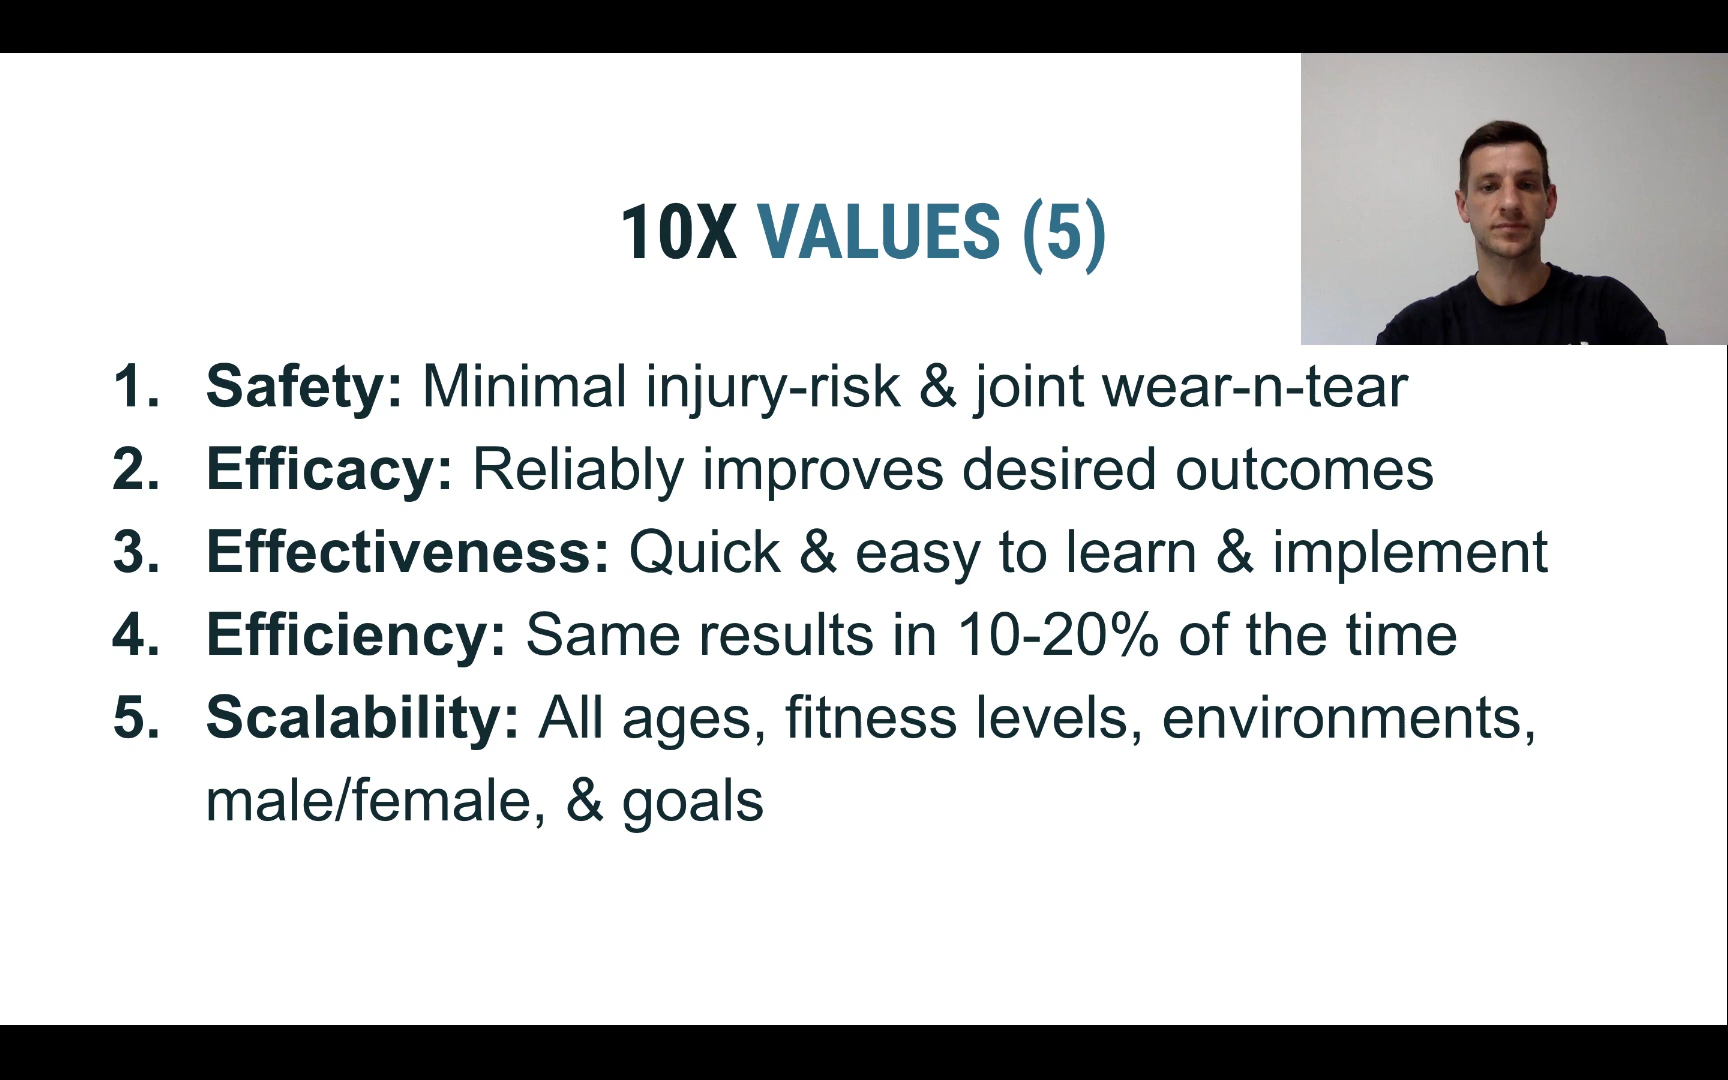 10X VALUES (5)
1. Safety: Minimal injury-risk & joint wear-n-tear
2. Efficacy: Reliably improves desired outcomes
3. Effectiveness: Quick & easy to learn & implement
4. Efficiency: Same results in 10-20% of the time
5. Scalability: All ages, fitness levels, environments,
male/female, & goals